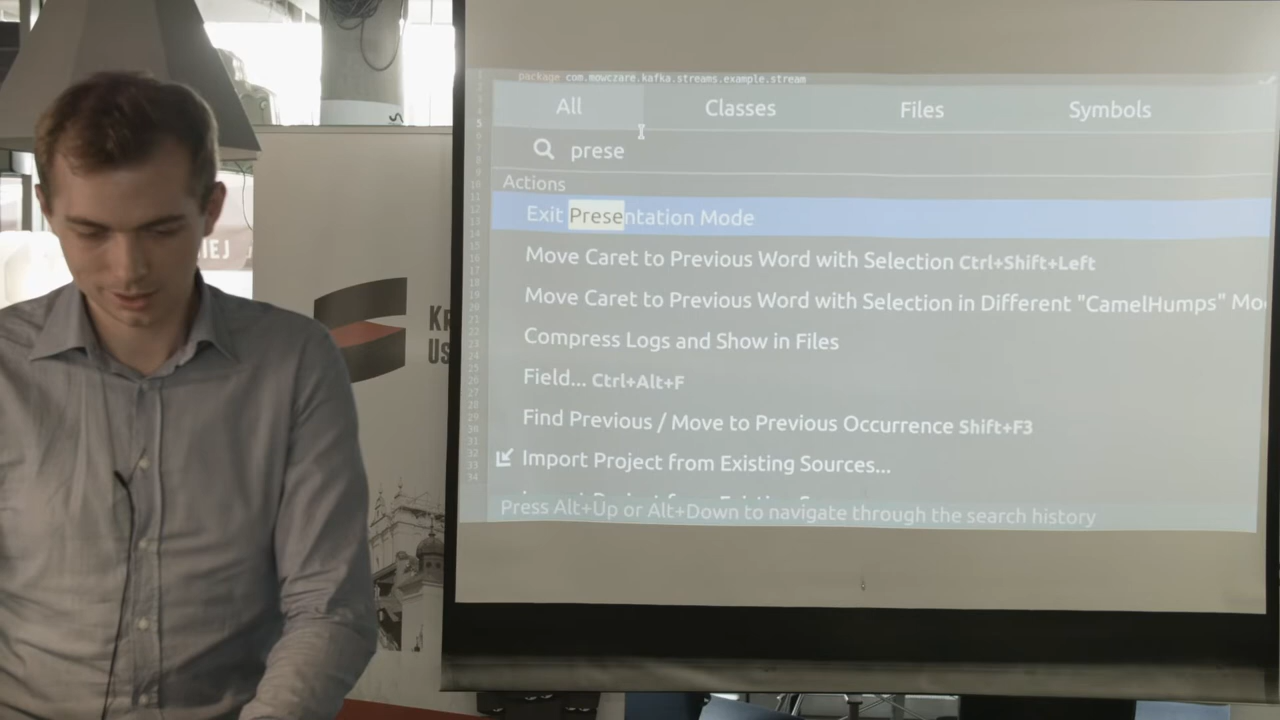 package com.mowczare.kafka.streams.example.stream
All Classes Files Symbols
prese
Actions
Exit Presentation Mode
Move Caret to Previous Word with Selection Ctrl+Shift+Left
Move Caret to Previous Word with Selection in Different "CamelHumps" Mo
Compress Logs and Show in Files
Field... Ctrl+Alt+F
Find Previous / Move to Previous Occurrence Shift+F3
Import Project from Existing Sources...
Press Alt+Up or Alt+Down to navigate through the search history